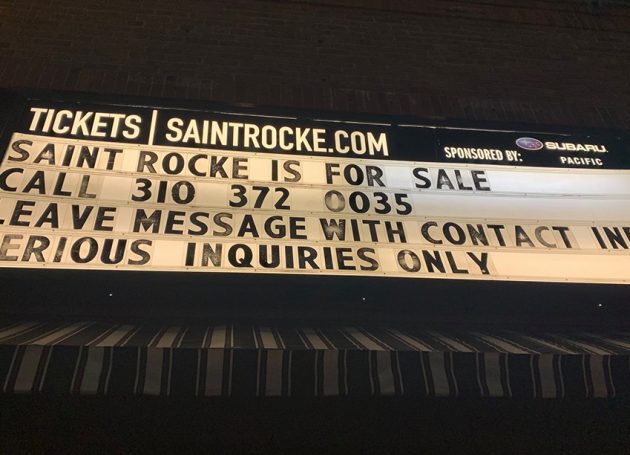 TICKETS | SAINTROCKE.COM
SPONSORED BY: SUBARU
PACIFIC
SAINT ROCKE IS FOR SALE
CALL 310 372 0035
LEAVE MESSAGE WITH CONTACT IN
ERIOUS INQUIRIES ONLY